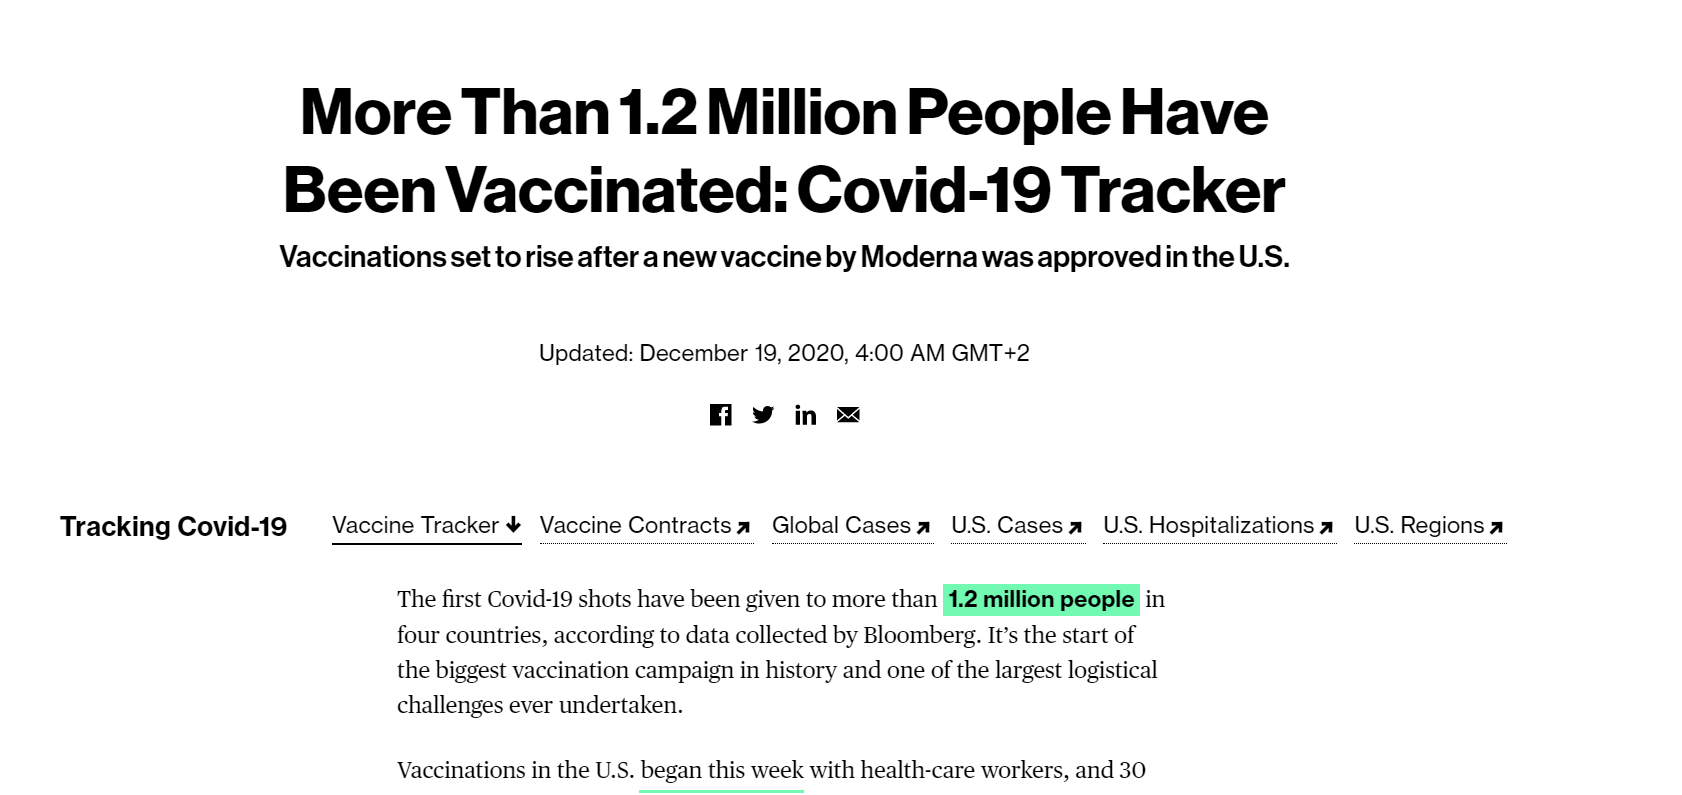 More Than 1.2 Million People Have
Been Vaccinated: Covid-19 Tracker
Vaccinations set to rise after a new vaccine by Moderna was approved in the U.S.
Updated: December 19, 2020, 4:00 AM GMT+2
Tracking Covid-19 Vaccine Tracker Vaccine Contracts Global Cases U.S. Cases U.S. Hospitalizations U.S. Regions
The first Covid-19 shots have been given to more than 1.2 million people in
four countries, according to data collected by Bloomberg. It’s the start of
the biggest vaccination campaign in history and one of the largest logistical
challenges ever undertaken.
Vaccinations in the U.S. began this week with health-care workers, and 30